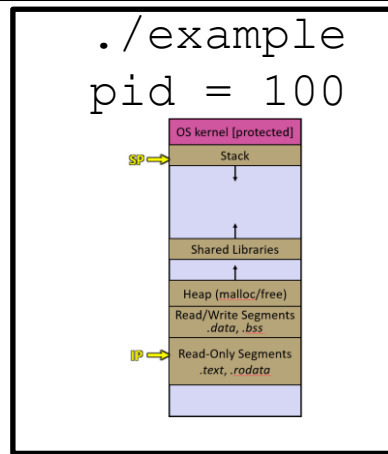 ./example
pid = 100
OS kernel [protected]
SP
Stack
Shared Libraries
Heap (malloc/free)
Read/Write Segments
.data, .bss
IP
Read-Only Segments
.text, .rodata